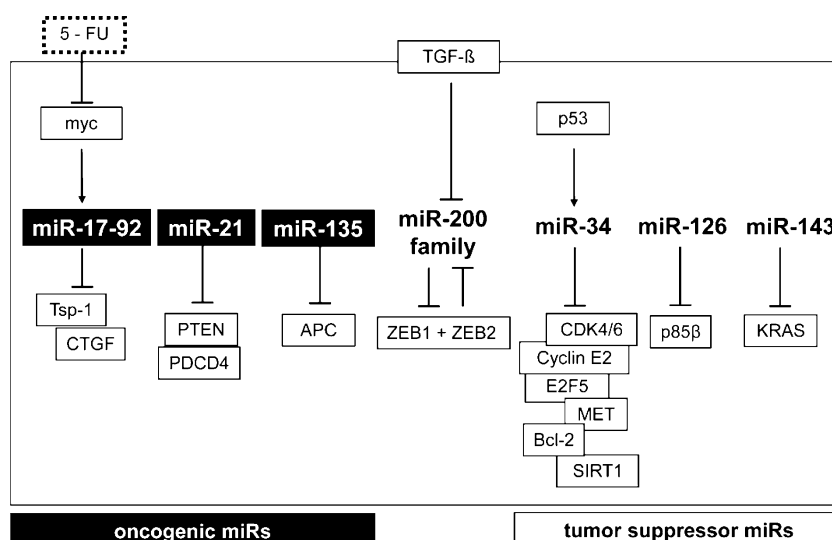 5 - FU
TGF-ß
myc
p53
miR-17-92
miR-21
miR-135
miR-200
family
miR-34
miR-126
miR-143
Tsp-1
CTGF
PTEN
PDCD4
APC
ZEB1 + ZEB2
CDK4/6
Cyclin E2
E2F5
MET
Bcl-2
SIRT1
p85β
KRAS
oncogenic miRs
tumor suppressor miRs